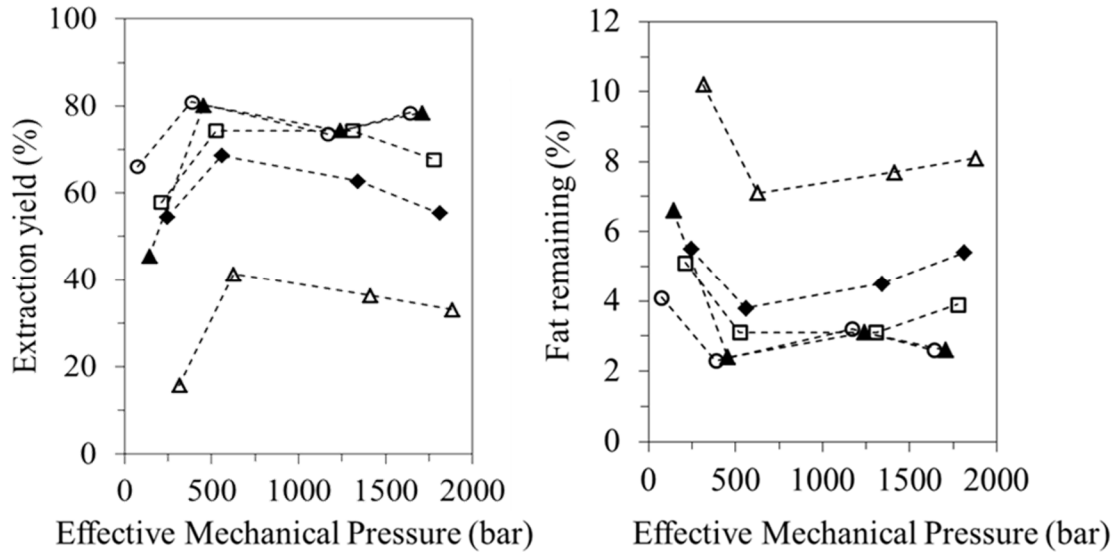 Extraction yield (%)
100
80
60
40
20
0
0 500 1000 1500 2000
Effective Mechanical Pressure (bar)
Fat remaining (%)
12
10
8
6
4
2
0
0 500 1000 1500 2000
Effective Mechanical Pressure (bar)